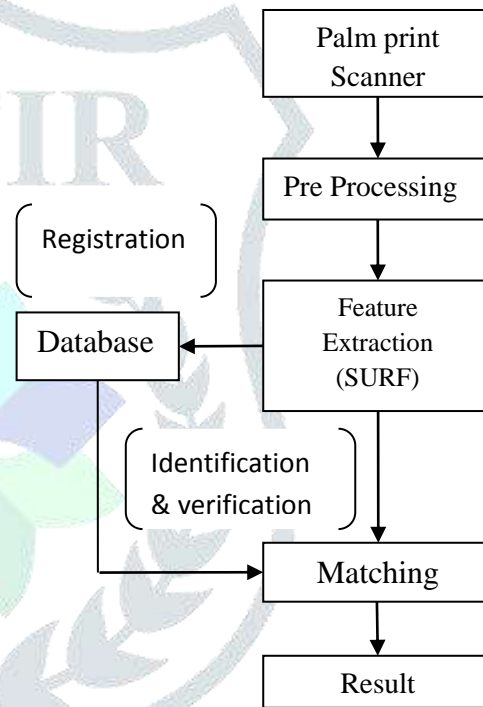 Palm print
Scanner
Pre Processing
Registration
Feature
Extraction
(SURF)
Database
Identification
& verification
Matching
Result